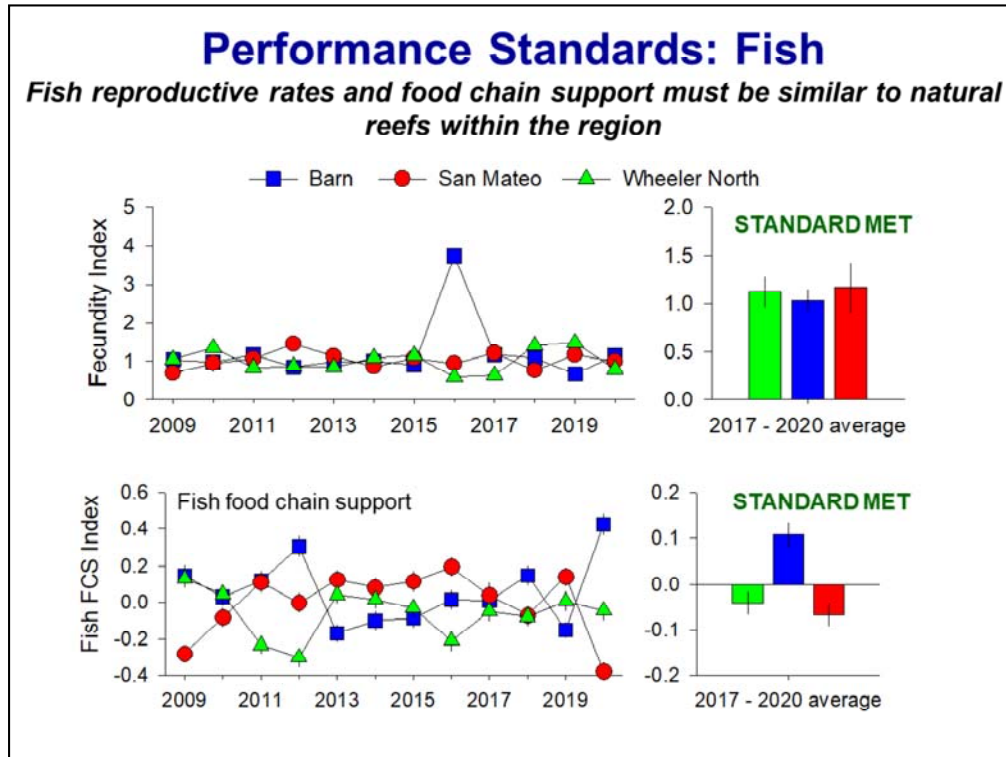 Performance Standards: Fish
Fish reproductive rates and food chain support must be similar to natural
reefs within the region
Barn
San Mateo
Wheeler North
Fecundity Index
5
4
3
2
1
0
2009 2011 2013 2015 2017 2019
STANDARD MET
2.0
1.5
1.0
0.5
0.0
2017 - 2020 average
Fish food chain support
Fish FCS Index
0.6
0.4
0.2
0.0
-0.2
-0.4
2009 2011 2013 2015 2017 2019
STANDARD MET
0.2
0.1
0.0
-0.1
-0.2
2017 - 2020 average